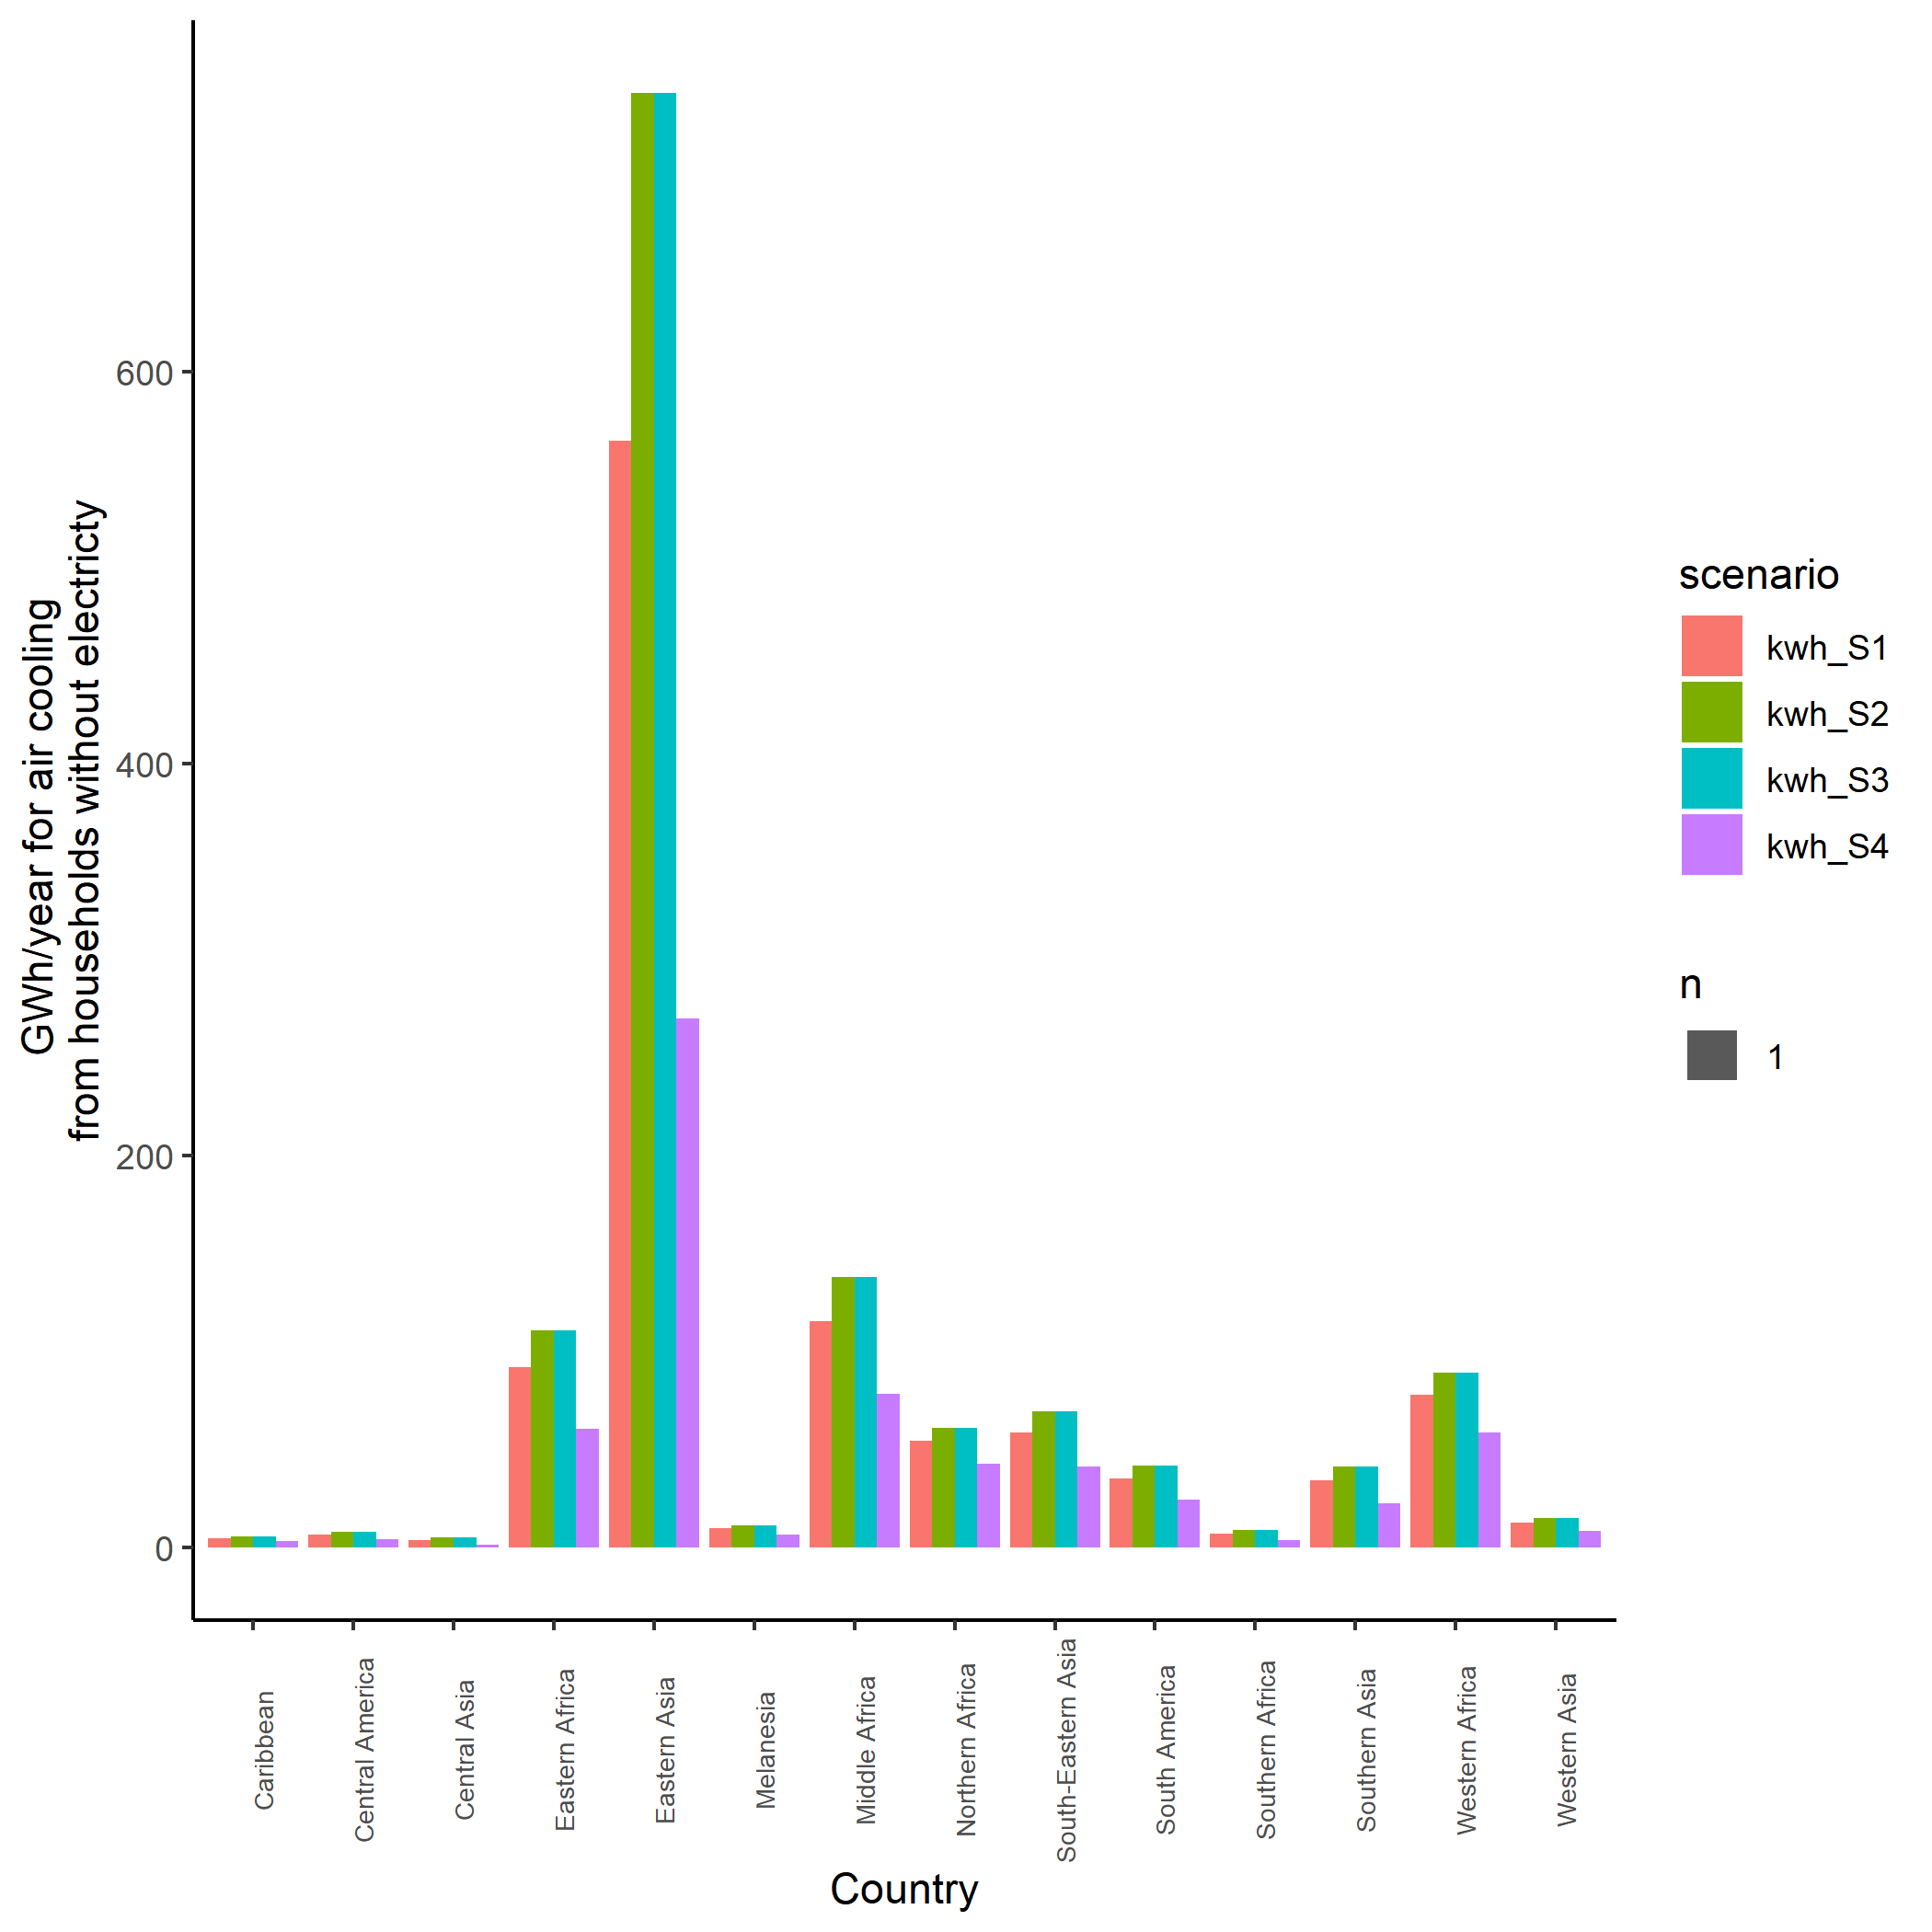 GWh/year for air cooling
from households without electricty
600
400
200
0
Caribbean
Central America
Central Asia
Eastern Africa
Eastern Asia
Melanesia
Middle Africa
Northern Africa
South-Eastern Asia
South America
Southern Africa
Southern Asia
Western Africa
Western Asia
Country
scenario
kwh_S1
kwh_S2
kwh_S3
kwh_S4
n
1